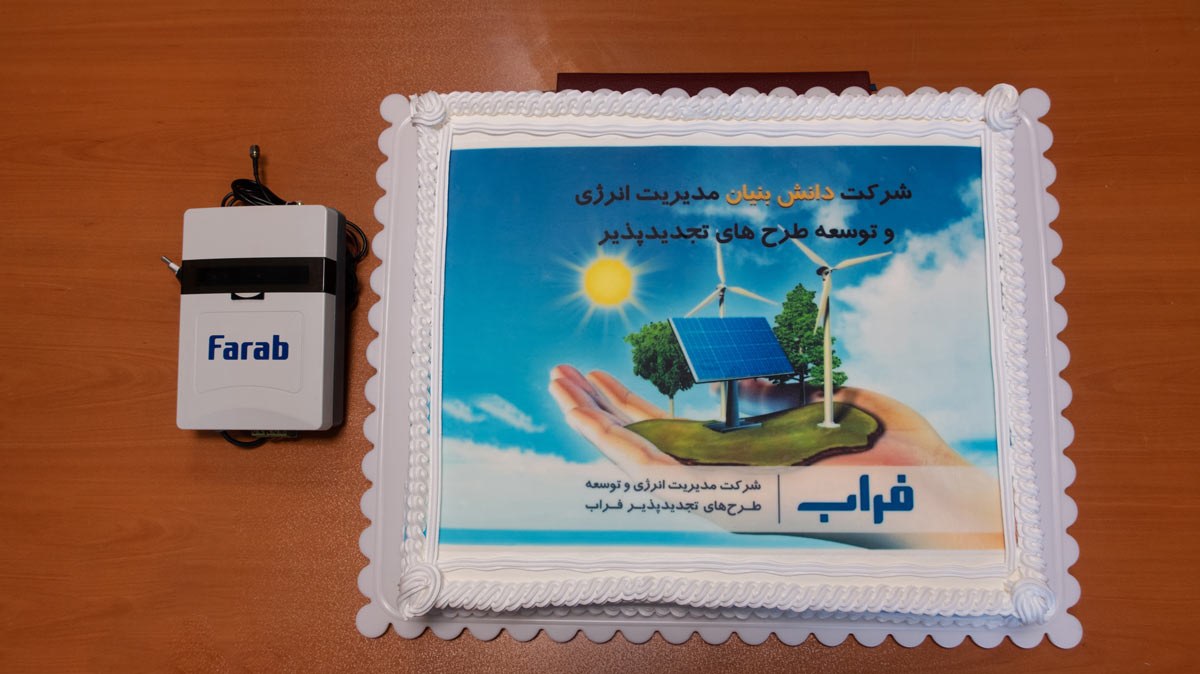 Farab
شرکت دانش بنیان مدیریت انرژی
و توسعه طرح های تجدیدپذیر
فراب
شرکت مدیریت انرژی و توسعه
طرح‌های تجدیدپذیر فراب